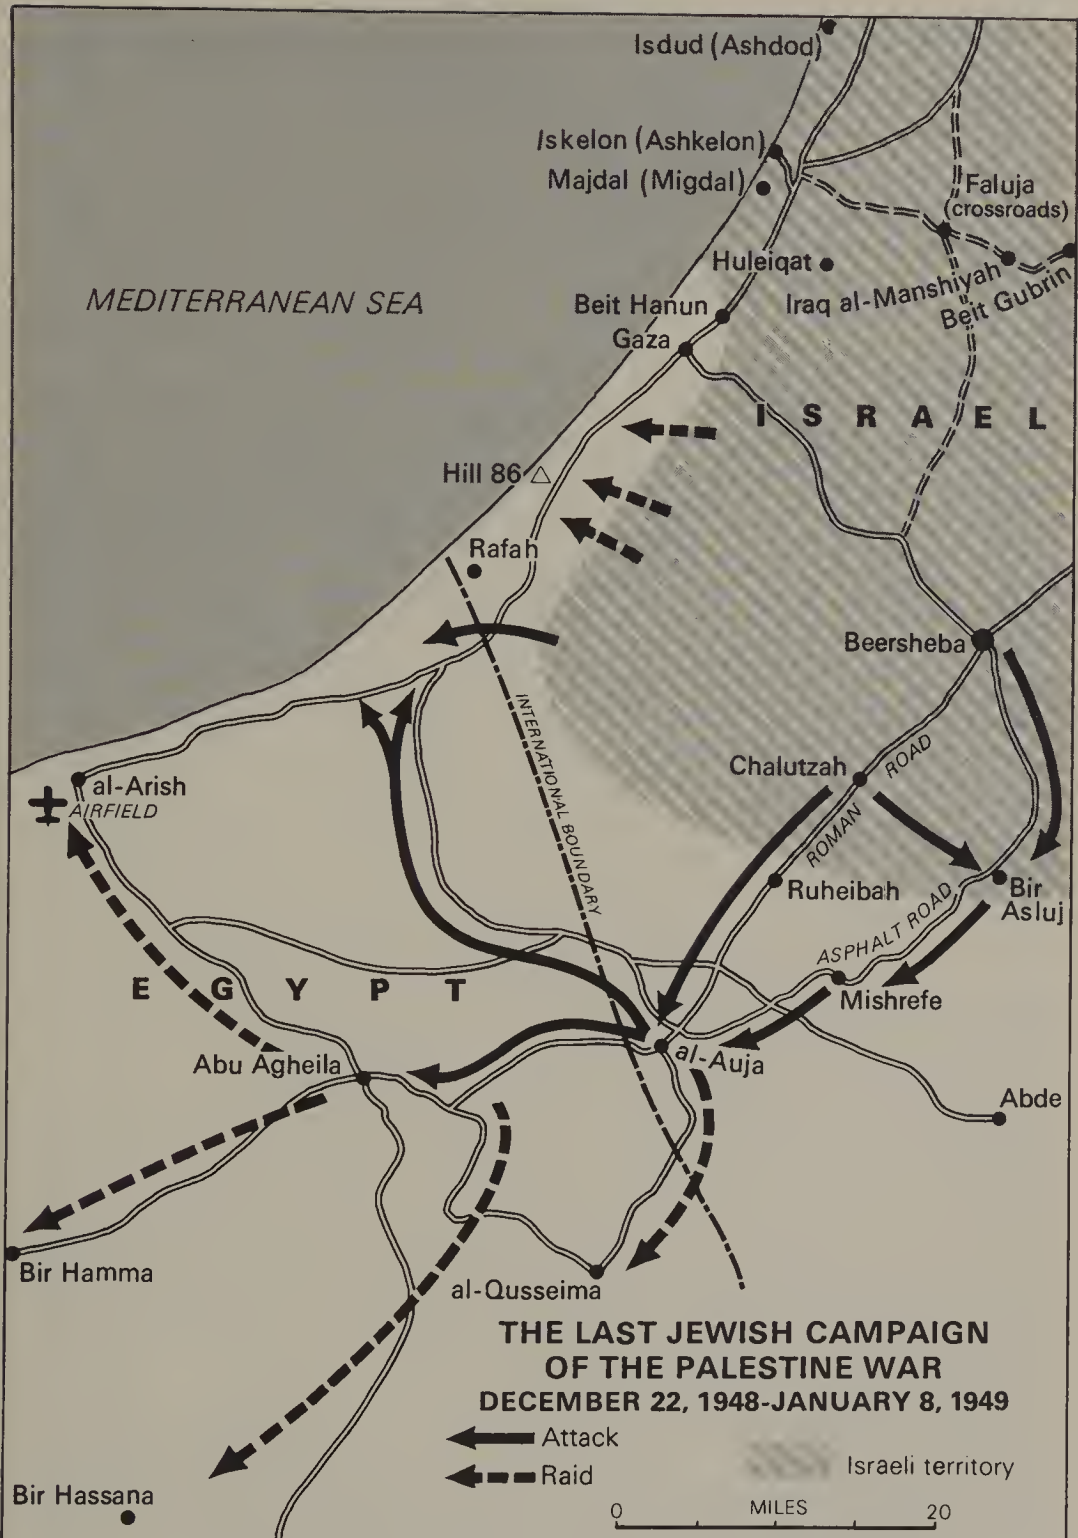 Isdud (Ashdod)
Iskelon (Ashkelon)
Majdal (Migdal)
Faluja
(crossroads)
Huleiqat
Iraq al-Manshiyah
Beit Gubrin
MEDITERRANEAN SEA
Beit Hanun
Gaza
ISRAEL
Hill 86
Rafah
Beersheba
INTERNATIONAL BOUNDARY
Chalutzah
ROMAN ROAD
al-Arish
AIRFIELD
Ruheibah
Bir
Asluj
ASPHALT ROAD
EGYPT
Mishrefe
al-Auja
Abu Agheila
Abde
Bir Hamma
al-Qusseima
THE LAST JEWISH CAMPAIGN
OF THE PALESTINE WAR
DECEMBER 22, 1948-JANUARY 8, 1949
Attack
Raid
Israeli territory
Bir Hassana
0 MILES 20